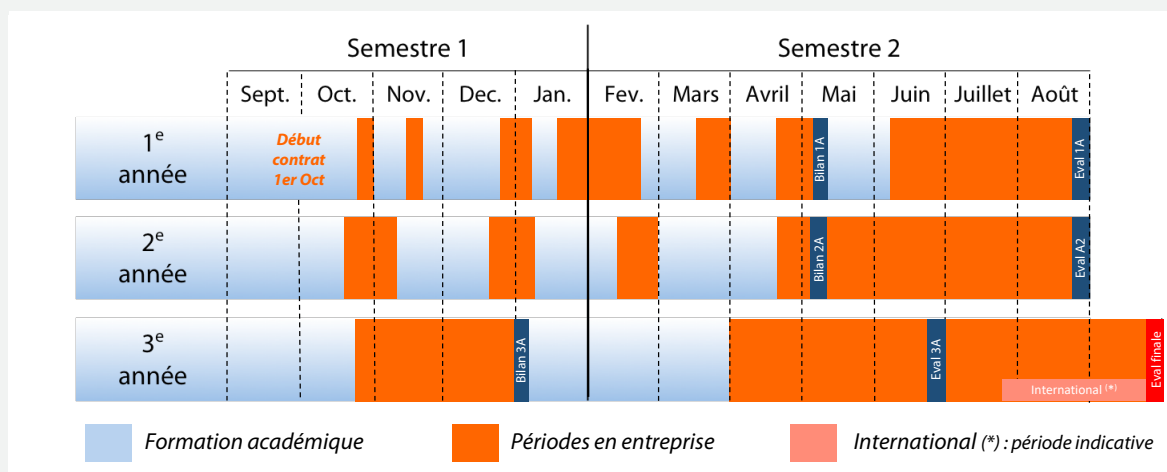 Semestre 1
Semestre 2
Sept.
Oct.
Nov.
Dec.
Jan.
Fev.
Mars
Avril
Mai
Juin
Juillet
Août
1e
année
Début
contrat
1er Oct
Bilan 1A
Eval 1A
2e
année
Bilan 2A
Eval A2
3e
année
Bilan 3A
Eval 3A
International (*)
Eval finale
Formation académique
Périodes en entreprise
International (*) : période indicative